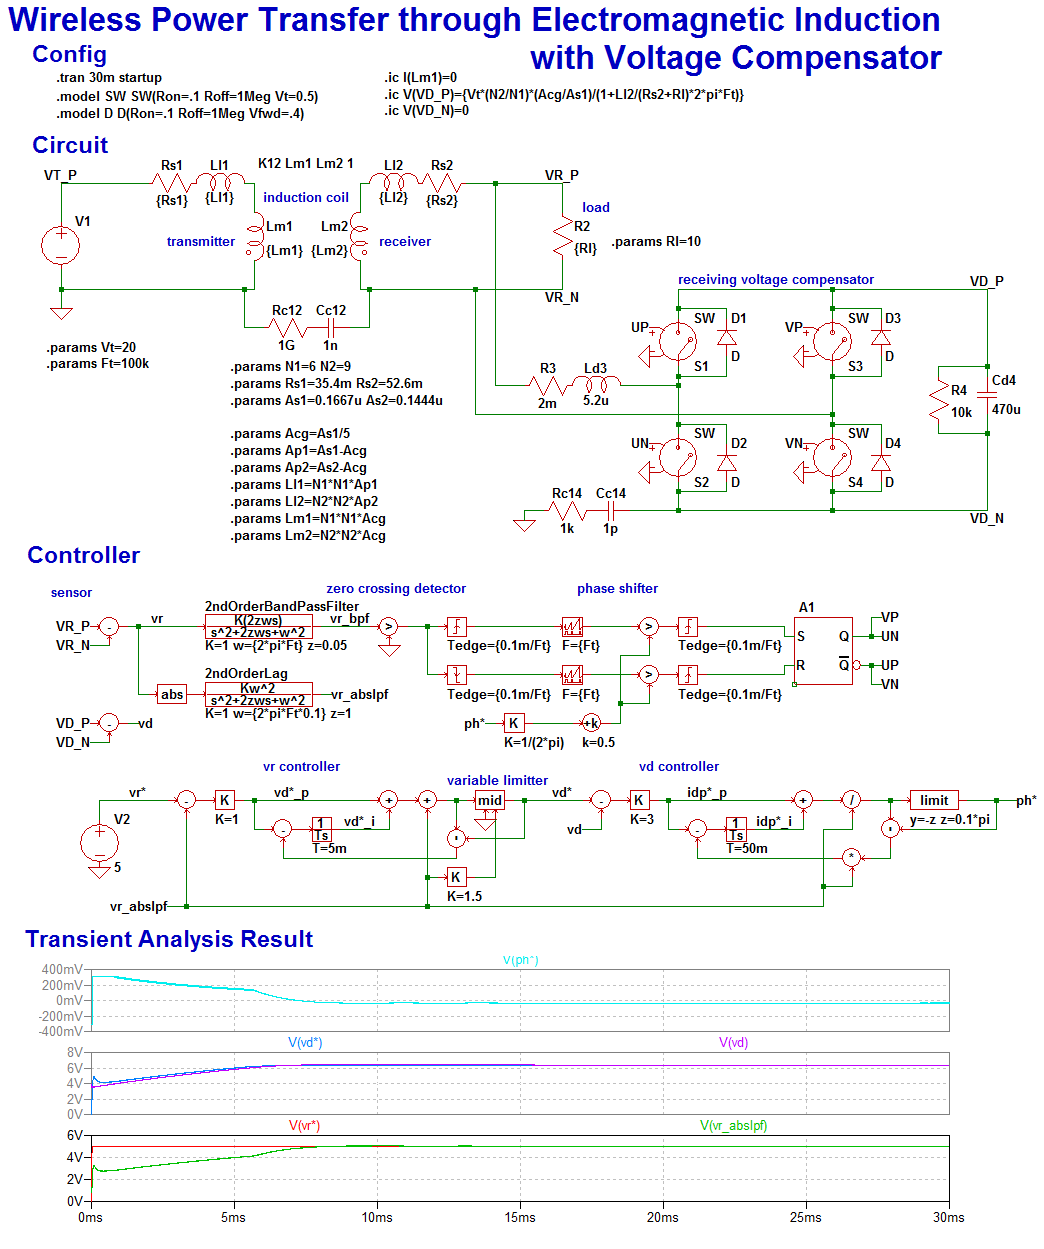 Wireless Power Transfer through Electromagnetic Induction
with Voltage Compensator
Config
.tran 30m startup
.model SW SW(Ron=.1 Roff=1Meg Vt=0.5)
.model D D(Ron=.1 Roff=1Meg Vfwd=.4)
.ic I(Lm1)=0
.ic V(VD_P)={Vt*(N2/N1)*(Acg/As1)/(1+Ll2/(Rs2+Rl)*2*pi*Ft)}
.ic V(VD_N)=0
Circuit
VT_P
Rs1
{Rs1}
Ll1
{Ll1}
K12 Lm1 Lm2 1
Ll2
{Ll2}
Rs2
{Rs2}
VR_P
induction coil
load
V1
transmitter
Lm1
{Lm1}
Lm2
{Lm2}
receiver
R2
{Rl}
.params Rl=10
VR_N
receiving voltage compensator
VD_P
Rc12
1G
Cc12
1n
.params Vt=20
.params Ft=100k
.params N1=6 N2=9
.params Rs1=35.4m Rs2=52.6m
.params As1=0.1667u As2=0.1444u
.params Acg=As1/5
.params Ap1=As1-Acg
.params Ap2=As2-Acg
.params Ll1=N1*N1*Ap1
.params Ll2=N2*N2*Ap2
.params Lm1=N1*N1*Acg
.params Lm2=N2*N2*Acg
UP
SW
S1
D1
D
VP
SW
S3
D3
D
R3
2m
Ld3
5.2u
R4
10k
Cd4
470u
UN
SW
S2
D2
D
VN
SW
S4
D4
D
Rc14
1k
Cc14
1p
VD_N
Controller
sensor
zero crossing detector
phase shifter
VR_P
VR_N
vr
2ndOrderBandPassFilter
K(2zws)
s^2+2zws+w^2
K=1 w={2*pi*Ft} z=0.05
vr_bpf
>
Tedge={0.1m/Ft}
F={Ft}
>
Tedge={0.1m/Ft}
A1
S
R
Q
Q
VP
UN
UP
VN
abs
2ndOrderLag
Kw^2
s^2+2zws+w^2
K=1 w={2*pi*Ft*0.1} z=1
vr_abslpf
Tedge={0.1m/Ft}
F={Ft}
>
Tedge={0.1m/Ft}
VD_P
VD_N
vd
ph*
K
K=1/(2*pi)
+k
k=0.5
vr controller
variable limitter
vd controller
vr*
V2
5
-
K
K=1
vd*_p
-
1
Ts
T=5m
vd*_i
+
+
mid
K
K=1.5
vd*
vd
-
K
K=3
idp*_p
-
1
Ts
T=50m
idp*_i
+
/
*
limit
y=-z z=0.1*pi
ph*
vr_abslpf
Transient Analysis Result
V(ph*)
400mV
200mV
0mV
-200mV
-400mV
V(vd*)
V(vd)
8V
6V
4V
2V
0V
V(vr*)
V(vr_abslpf)
6V
4V
2V
0V
0ms
5ms
10ms
15ms
20ms
25ms
30ms